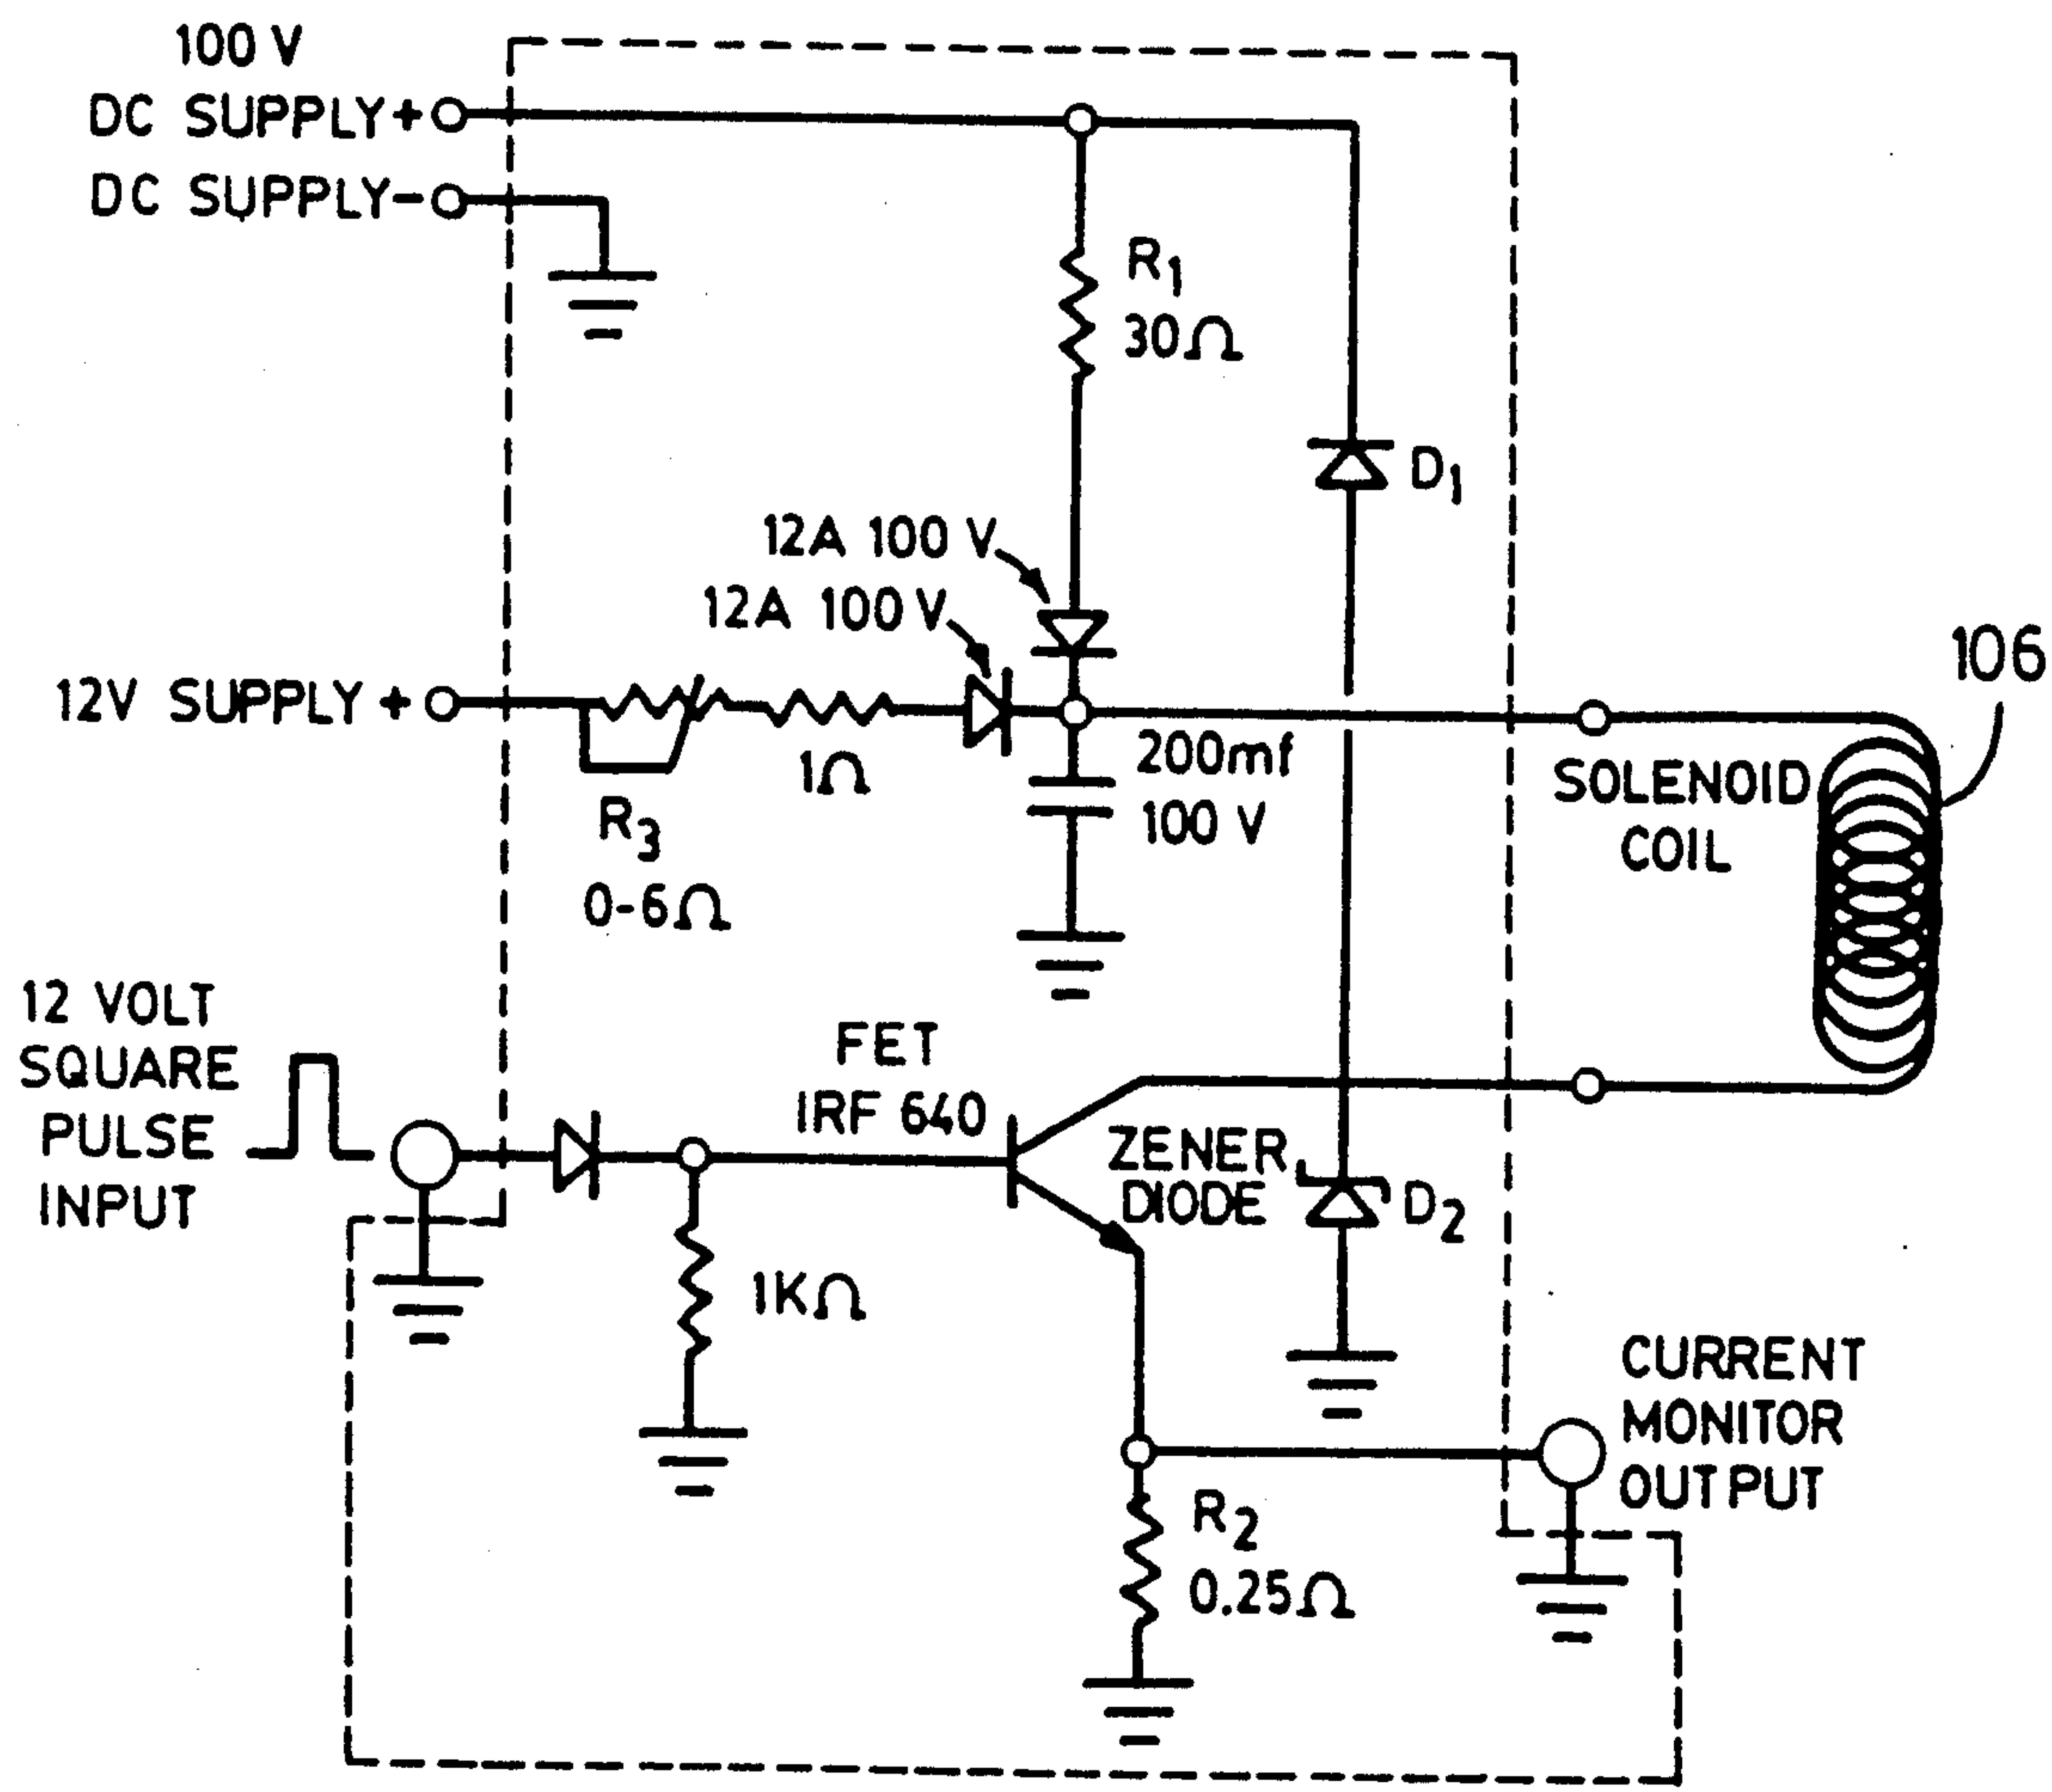 100 V
DC SUPPLY+
DC SUPPLY-
R1
30Ω
D1
12A 100 V
12A 100 V
106
12V SUPPLY +
200mf
100 V
1Ω
R3
0-6Ω
SOLENOID
COIL
12 VOLT
SQUARE
PULSE
INPUT
FET
IRF 640
ZENER
DIODE
D2
1KΩ
CURRENT
MONITOR
OUTPUT
R2
0.25Ω